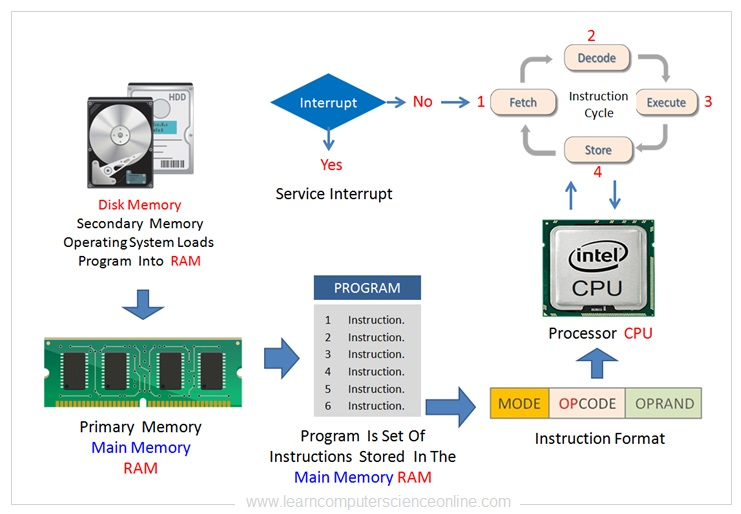 HDD
Disk Memory
Secondary Memory
Operating System Loads
Program Into RAM
Primary Memory
Main Memory
RAM
PROGRAM
1 Instruction.
2 Instruction.
3 Instruction.
4 Instruction.
5 Instruction.
6 Instruction.
Program Is Set Of
Instructions Stored In The
Main Memory RAM
MODE OPCODE OPRAND
Instruction Format
intel
CPU
Processor CPU
Interrupt
No
Yes
Service Interrupt
1 Fetch
2
Decode
Execute 3
Store
4
Instruction
Cycle
www.learncomputerscienceonline.com